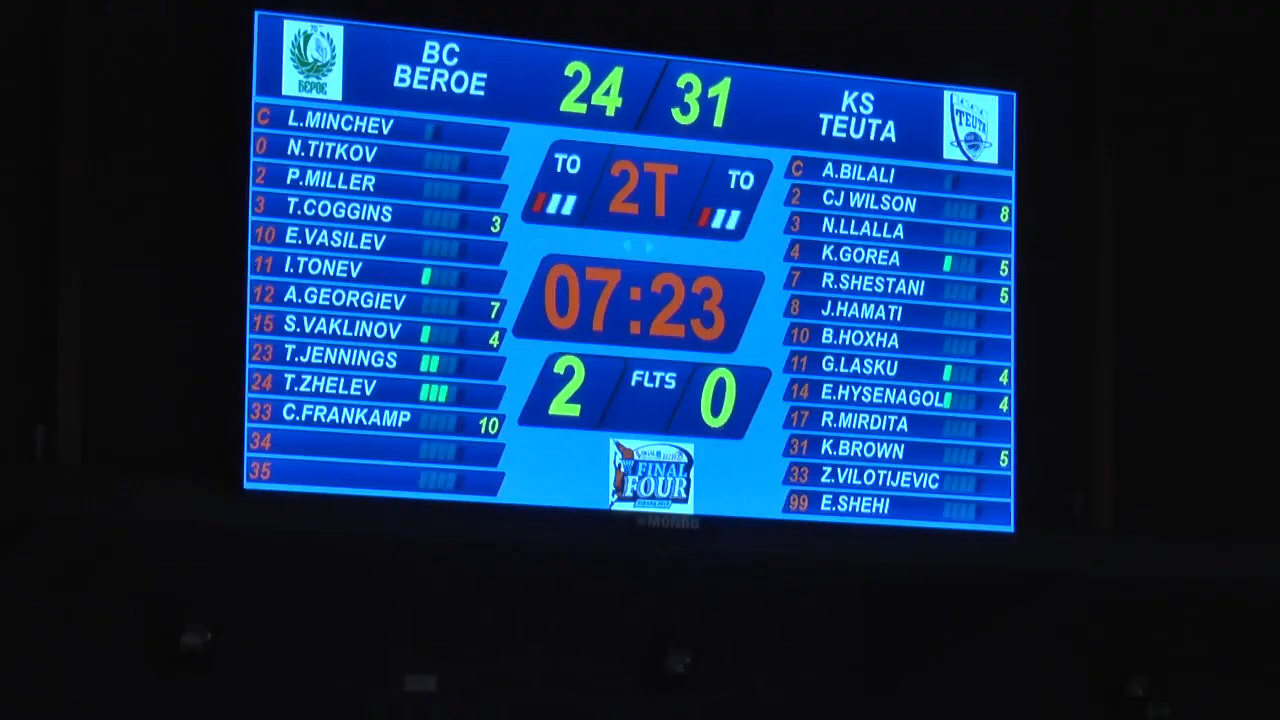 BC
BEROE
24
31
KS
TEUTA
БЕРОЕ
TEUTA
C L.MINCHEV
0 N.TITKOV
2 P.MILLER
3 T.COGGINS 3
10 E.VASILEV
11 I.TONEV
12 A.GEORGIEV 7
15 S.VAKLINOV 4
23 T.JENNINGS
24 T.ZHELEV
33 C.FRANKAMP 10
34
35
TO
2T
TO
07:23
2 FLTS 0
FINAL
FOUR
C A.BILALI
2 CJ WILSON 8
3 N.LLALLA
4 K.GOREA 5
7 R.SHESTANI 5
8 J.HAMATI
10 B.HOXHA
11 G.LASKU 4
14 E.HYSENAGOL 4
17 R.MIRDITA
31 K.BROWN 5
33 Z.VILOTIJEVIC
99 E.SHEHI
MONDO